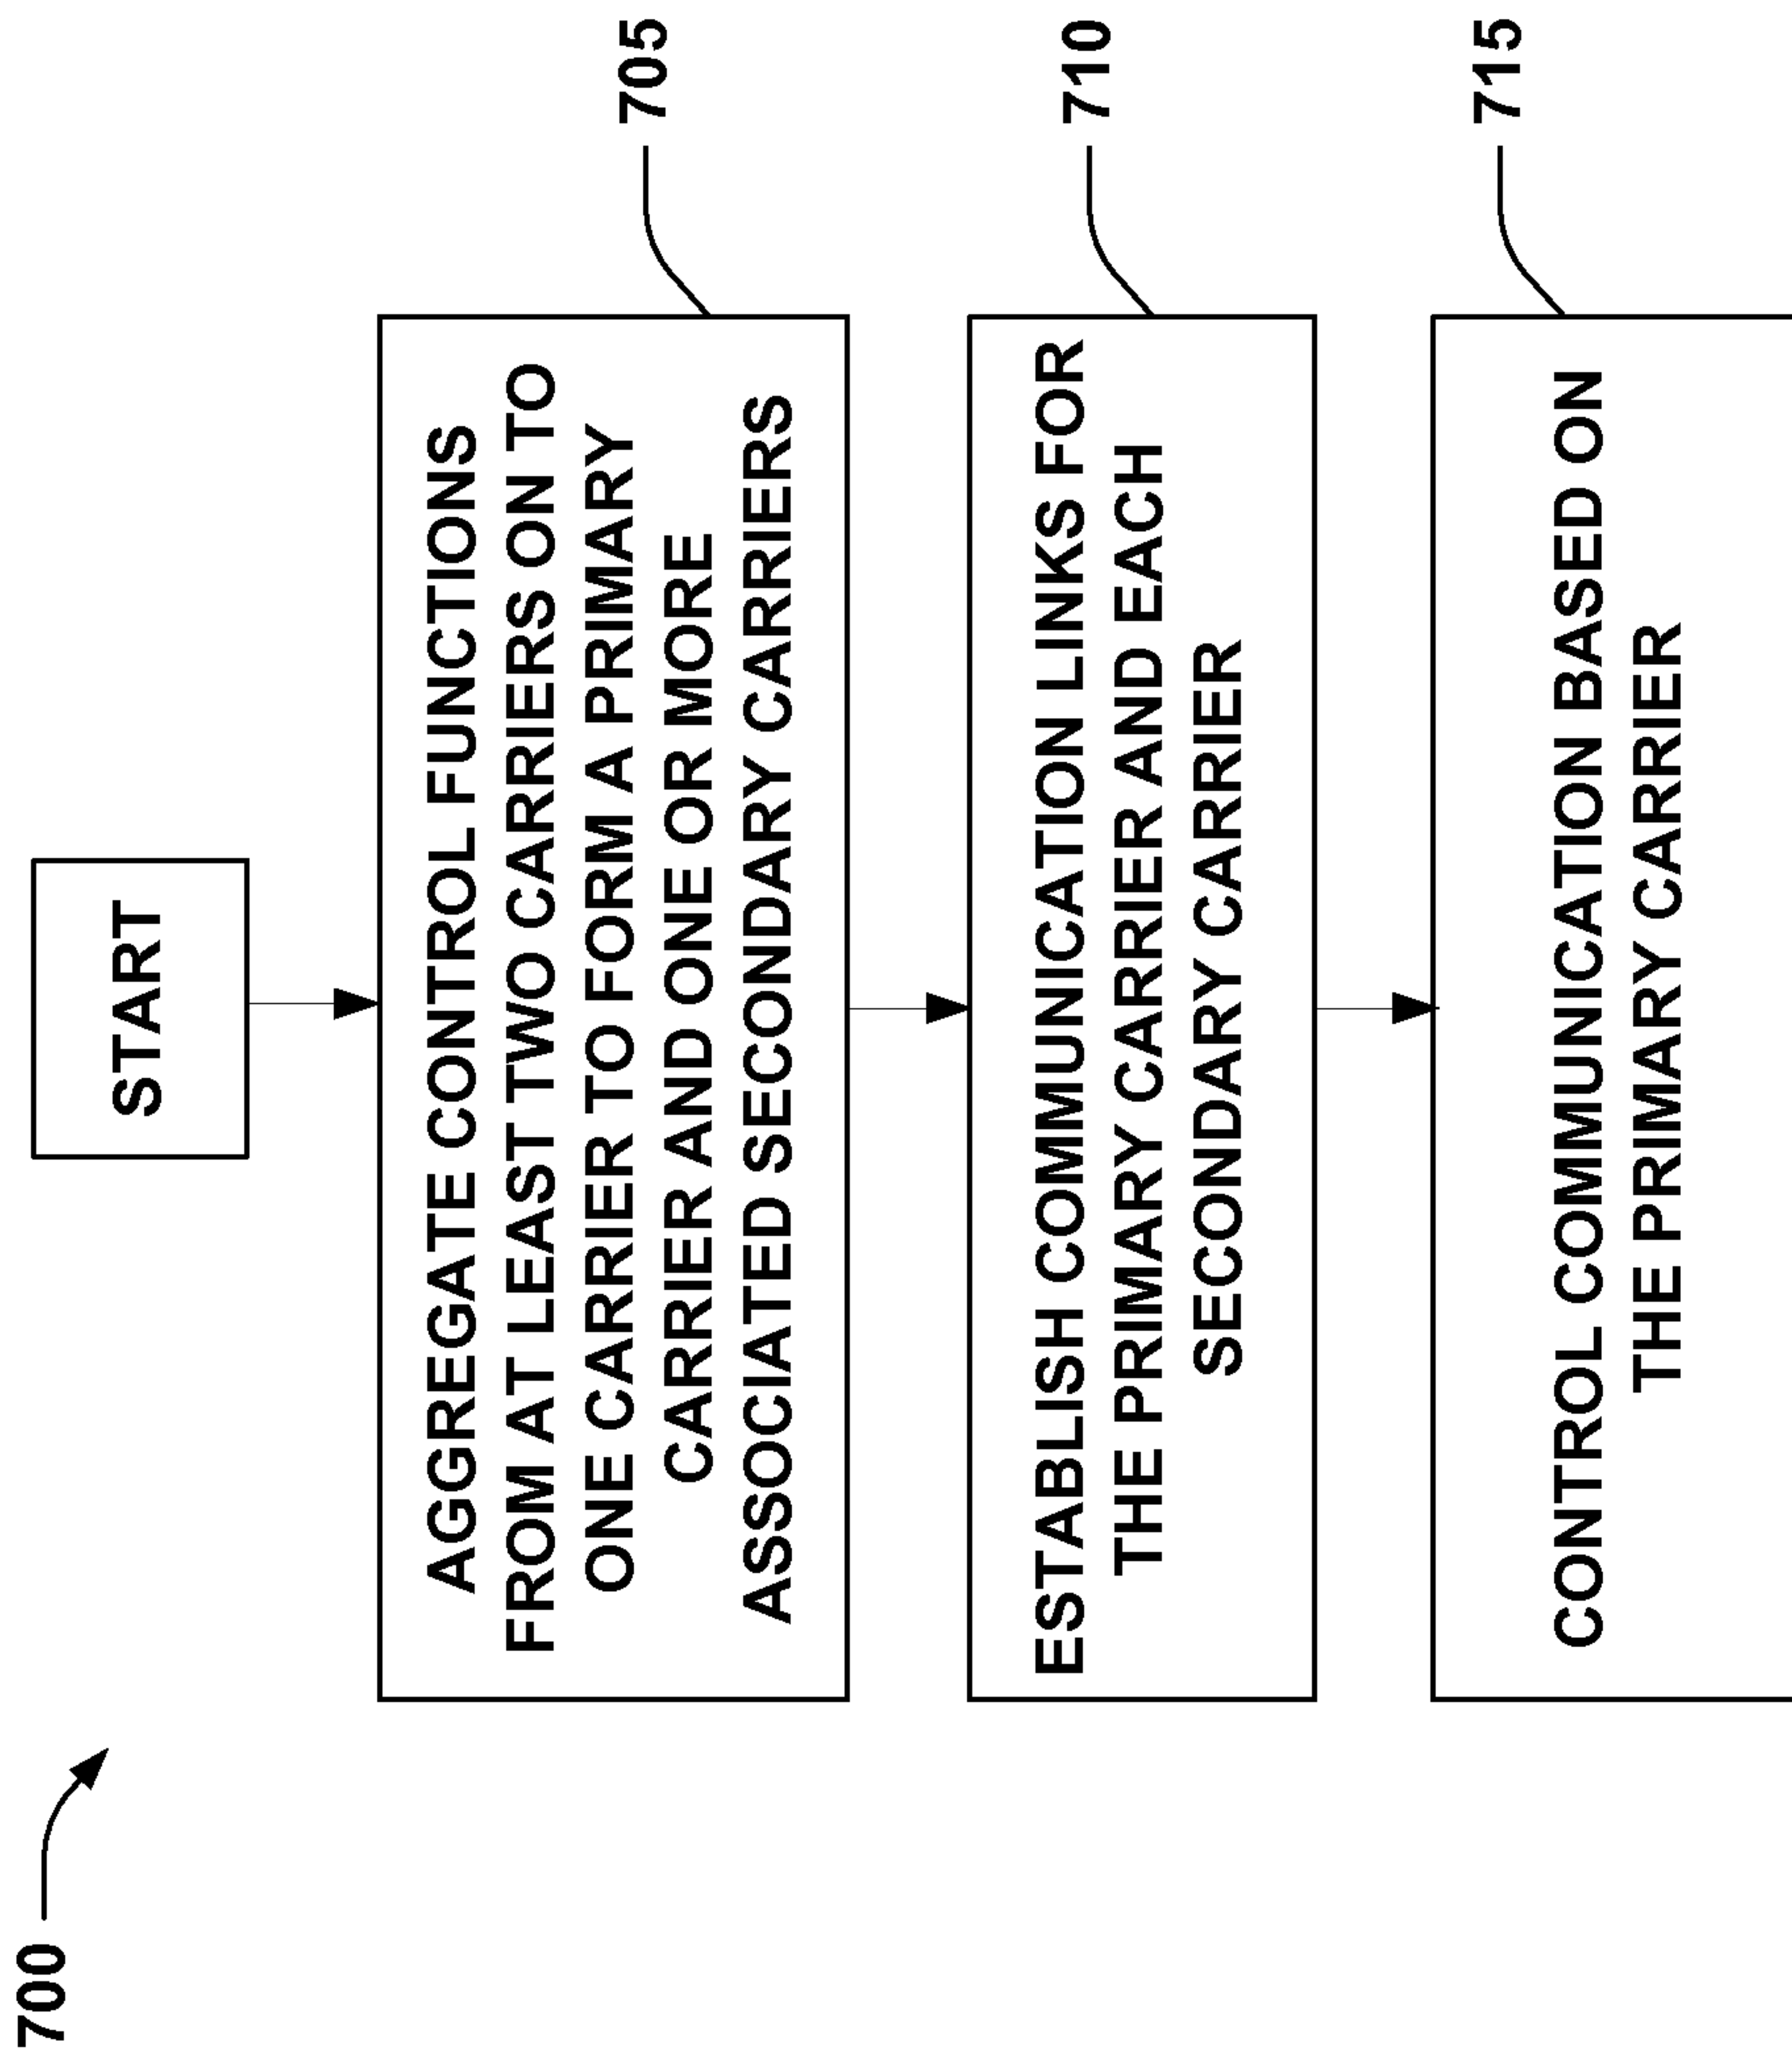 700
START
AGGREGATE CONTROL FUNCTIONS
FROM AT LEAST TWO CARRIERS ON TO
ONE CARRIER TO FORM A PRIMARY
CARRIER AND ONE OR MORE
ASSOCIATED SECONDARY CARRIERS
705
ESTABLISH COMMUNICATION LINKS FOR
THE PRIMARY CARRIER AND EACH
SECONDARY CARRIER
710
CONTROL COMMUNICATION BASED ON
THE PRIMARY CARRIER
715